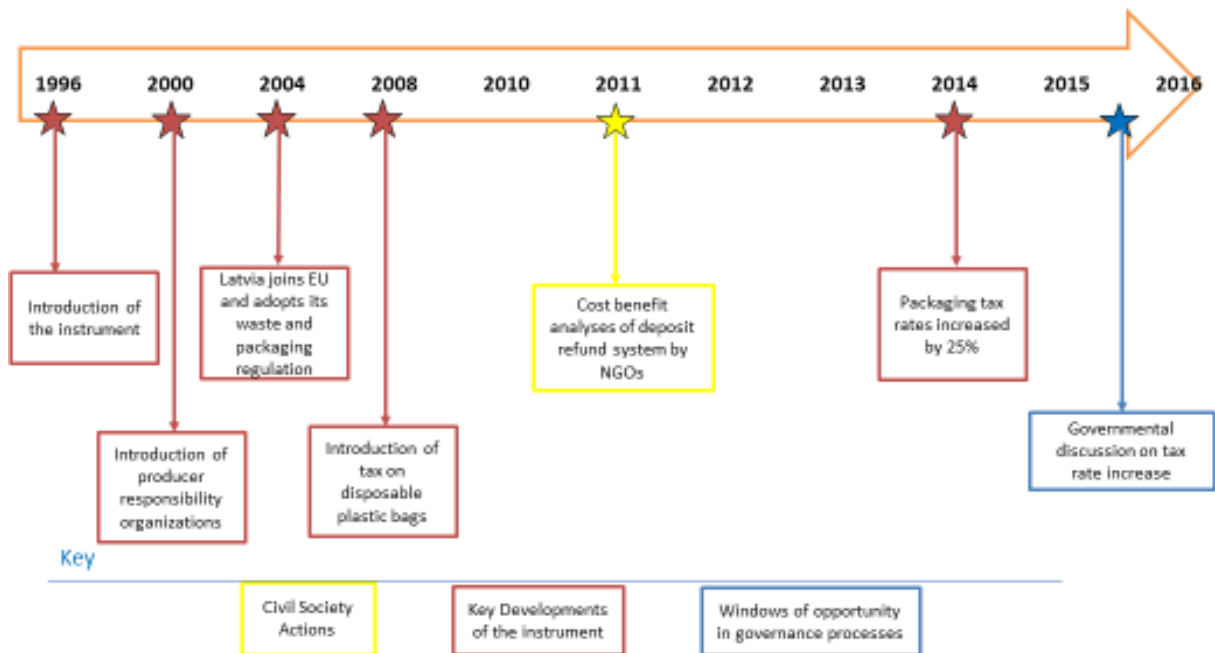 1996 2000 2004 2008 2010 2011 2012 2013 2014 2015 2016
Introduction of
the instrument
Latvia joins EU
and adopts its
waste and
packaging
regulation
Cost benefit
analyses of deposit
refund system by
NGOs
Packaging tax
rates increased
by 25%
Introduction of
producer
responsibility
organizations
Introduction of
tax on
disposable
plastic bags
Governmental
discussion on tax
rate increase
Key
Civil Society
Actions
Key Developments
of the instrument
Windows of opportunity
in governance processes